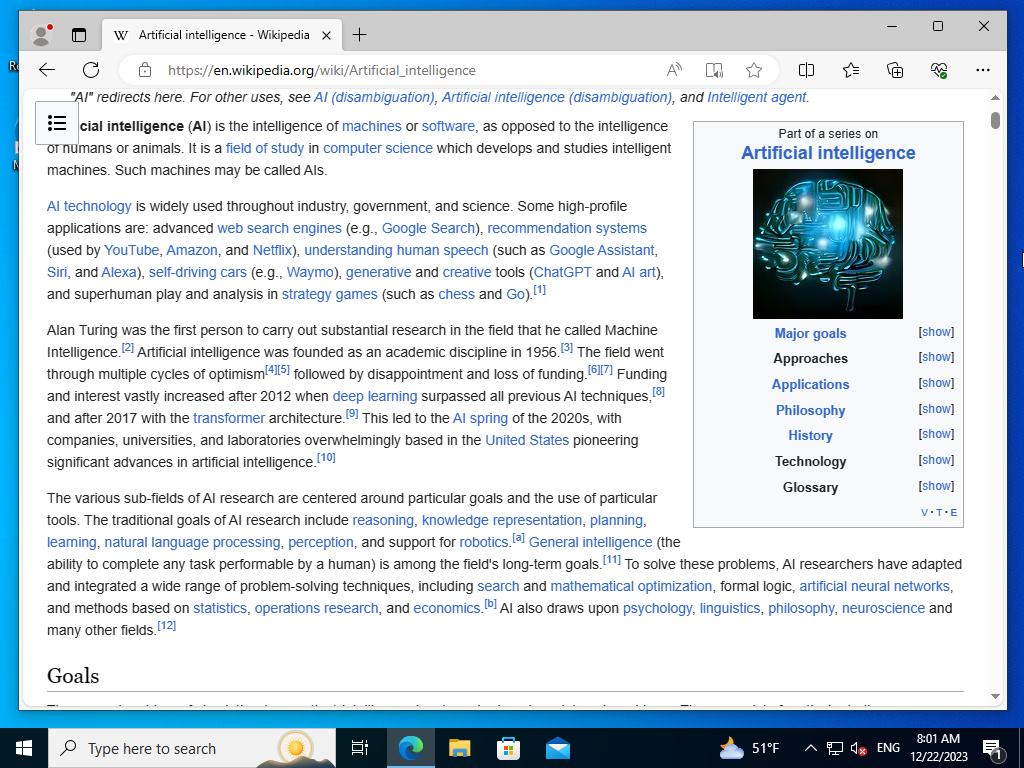 Artificial intelligence - Wikipedia
https://en.wikipedia.org/wiki/Artificial_intelligence
"AI" redirects here. For other uses, see AI (disambiguation), Artificial intelligence (disambiguation), and Intelligent agent.
cial intelligence (AI) is the intelligence of machines or software, as opposed to the intelligence
of humans or animals. It is a field of study in computer science which develops and studies intelligent
machines. Such machines may be called AIs.
AI technology is widely used throughout industry, government, and science. Some high-profile
applications are: advanced web search engines (e.g., Google Search), recommendation systems
(used by YouTube, Amazon, and Netflix), understanding human speech (such as Google Assistant,
Siri, and Alexa), self-driving cars (e.g., Waymo), generative and creative tools (ChatGPT and AI art),
and superhuman play and analysis in strategy games (such as chess and Go).[1]
Alan Turing was the first person to carry out substantial research in the field that he called Machine
Intelligence.[2] Artificial intelligence was founded as an academic discipline in 1956.[3] The field went
through multiple cycles of optimism[4][5] followed by disappointment and loss of funding.[6][7] Funding
and interest vastly increased after 2012 when deep learning surpassed all previous AI techniques,[8]
and after 2017 with the transformer architecture.[9] This led to the AI spring of the 2020s, with
companies, universities, and laboratories overwhelmingly based in the United States pioneering
significant advances in artificial intelligence.[10]
The various sub-fields of AI research are centered around particular goals and the use of particular
tools. The traditional goals of AI research include reasoning, knowledge representation, planning,
learning, natural language processing, perception, and support for robotics.[a] General intelligence (the
ability to complete any task performable by a human) is among the field's long-term goals.[11] To solve these problems, AI researchers have adapted
and integrated a wide range of problem-solving techniques, including search and mathematical optimization, formal logic, artificial neural networks,
and methods based on statistics, operations research, and economics.[b] AI also draws upon psychology, linguistics, philosophy, neuroscience and
many other fields.[12]
Goals
Part of a series on
Artificial intelligence
Major goals [show]
Approaches [show]
Applications [show]
Philosophy [show]
History [show]
Technology [show]
Glossary [show]
V·T·E
Type here to search
51°F
ENG
8:01 AM
12/22/2023
1